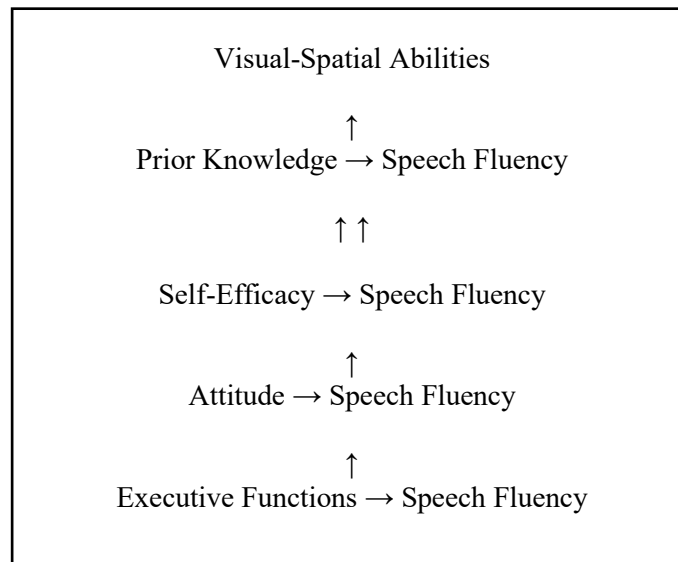 Visual-Spatial Abilities
↑
Prior Knowledge → Speech Fluency
↑ ↑
Self-Efficacy → Speech Fluency
↑
Attitude → Speech Fluency
↑
Executive Functions → Speech Fluency